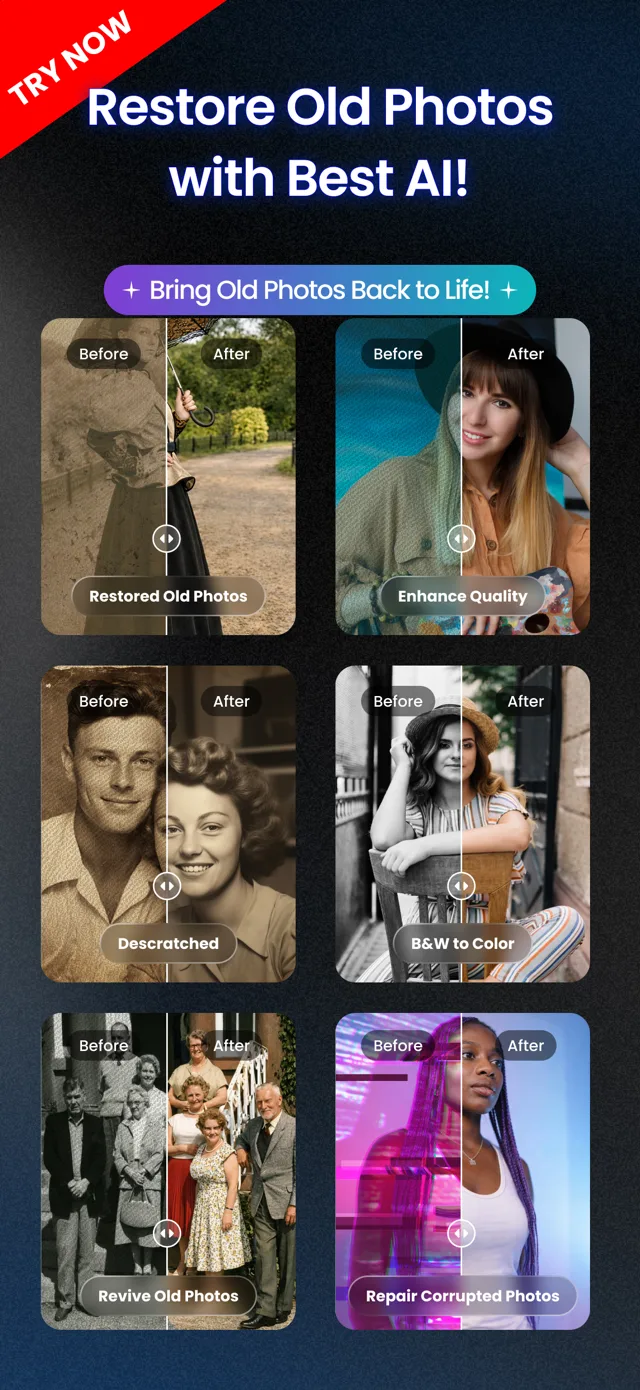 TRY NOW
Restore Old Photos
with Best AI!
Bring Old Photos Back to Life!
Before
After
Restored Old Photos
Before
After
Enhance Quality
Before
After
Descratched
Before
After
B&W to Color
Before
After
Revive Old Photos
Before
After
Repair Corrupted Photos